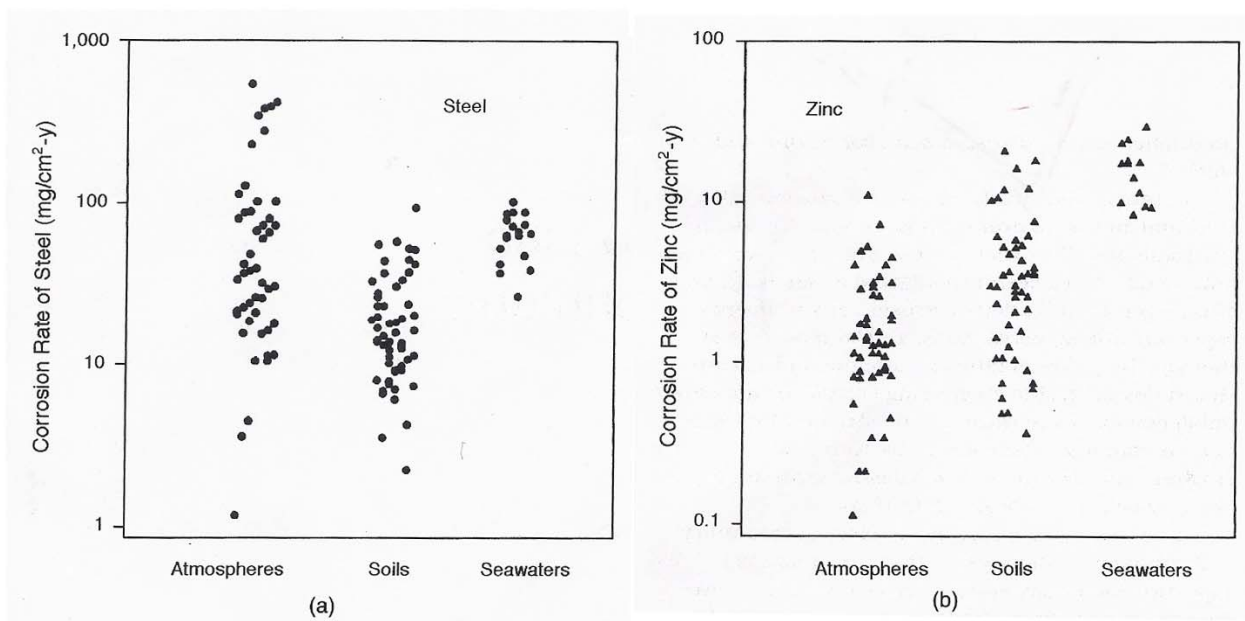 1,000
100
10
1
Corrosion Rate of Steel (mg/cm²-y)
Steel
Atmospheres
Soils
Seawaters
(a)
100
10
1
0.1
Corrosion Rate of Zinc (mg/cm²-y)
Zinc
Atmospheres
Soils
Seawaters
(b)